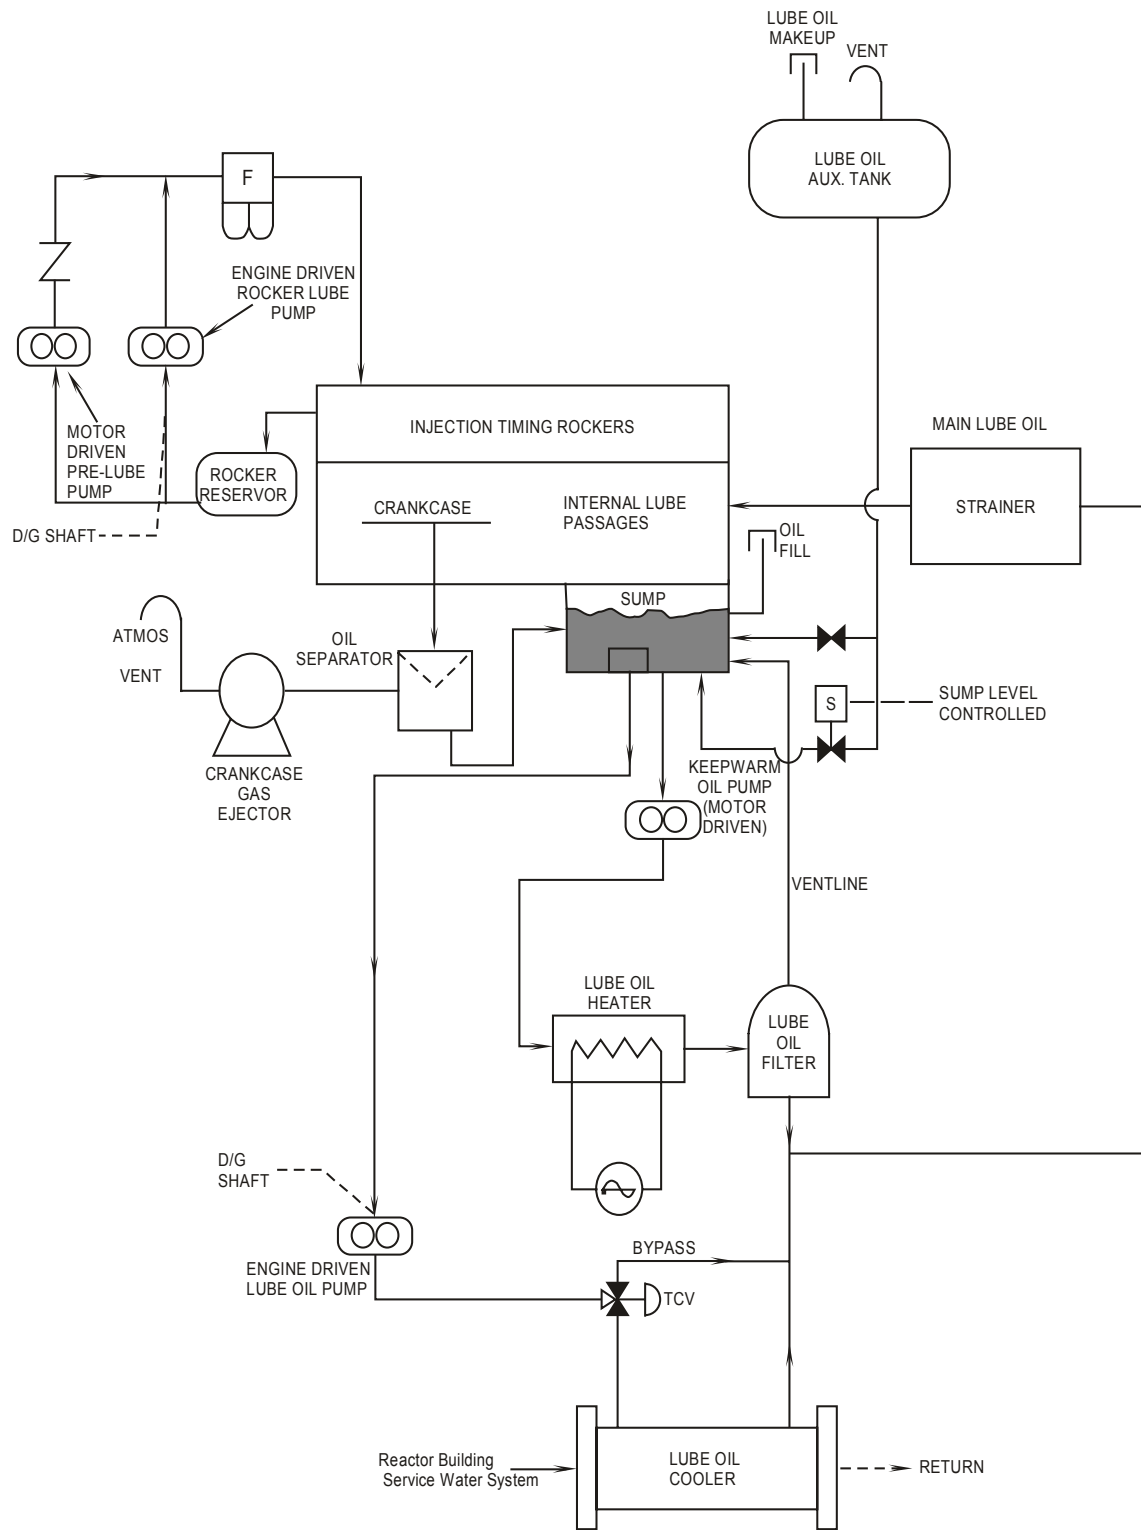 LUBE OIL
MAKEUP
VENT
LUBE OIL
AUX. TANK
F
ENGINE DRIVEN
ROCKER LUBE
PUMP
MOTOR
DRIVEN
PRE-LUBE
PUMP
ROCKER
RESERVOR
D/G SHAFT
INJECTION TIMING ROCKERS
CRANKCASE
INTERNAL LUBE
PASSAGES
MAIN LUBE OIL
STRAINER
OIL
FILL
SUMP
ATMOS
VENT
OIL
SEPARATOR
CRANKCASE
GAS
EJECTOR
S
SUMP LEVEL
CONTROLLED
KEEPWARM
OIL PUMP
(MOTOR
DRIVEN)
VENTLINE
LUBE OIL
HEATER
LUBE
OIL
FILTER
D/G
SHAFT
ENGINE DRIVEN
LUBE OIL PUMP
BYPASS
TCV
Reactor Building
Service Water System
LUBE OIL
COOLER
RETURN